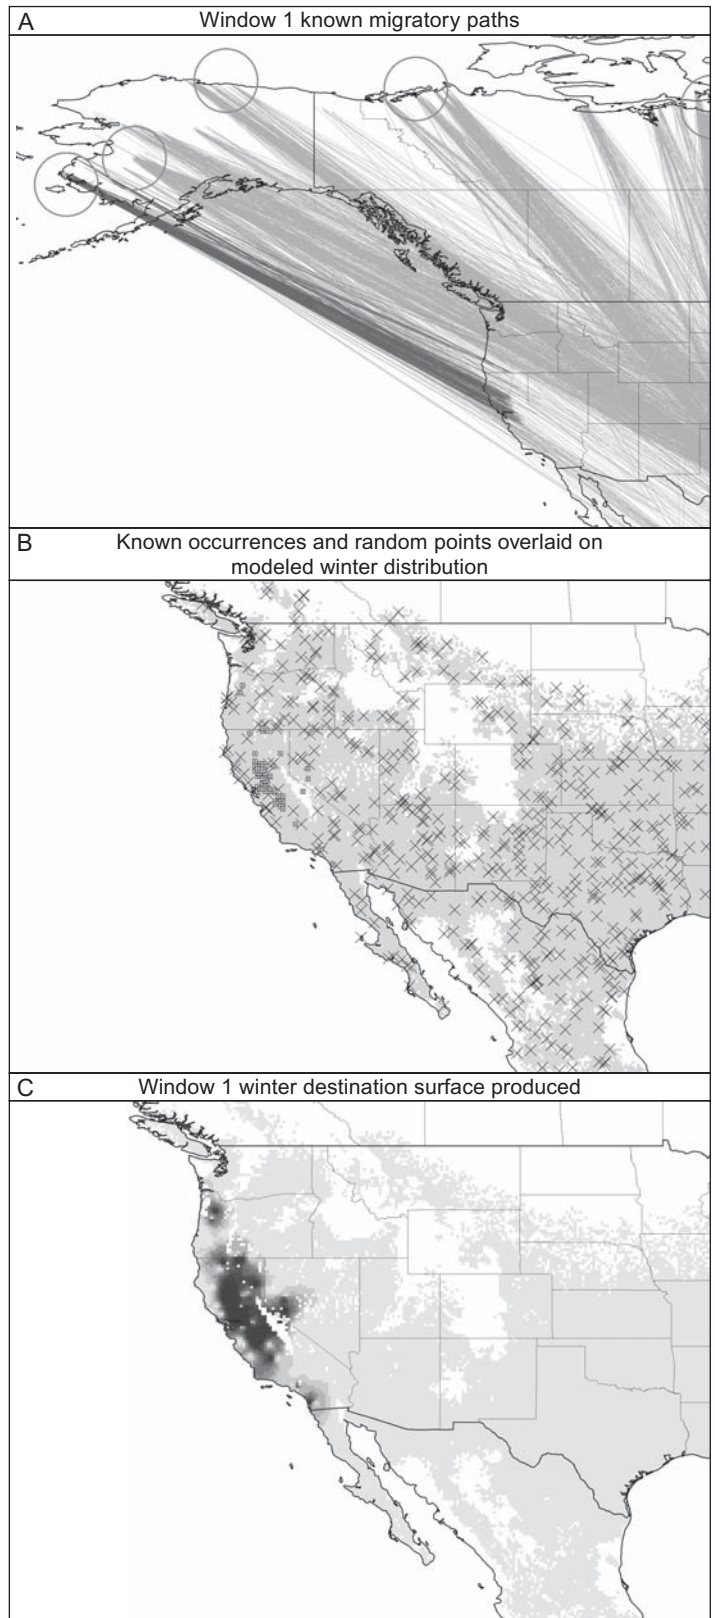 A
Window 1 known migratory paths
B
Known occurrences and random points overlaid on
modeled winter distribution
C
Window 1 winter destination surface produced